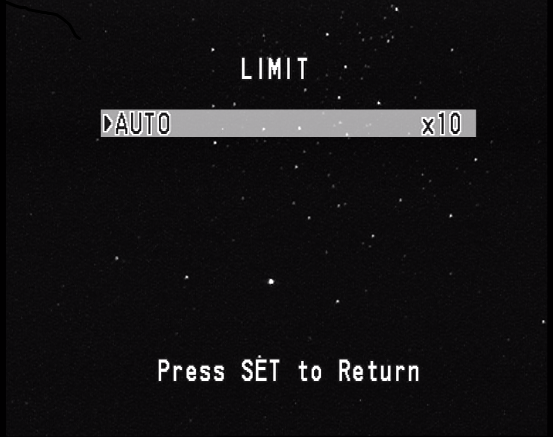 LIMIT
AUTO x10
Press SET to Return